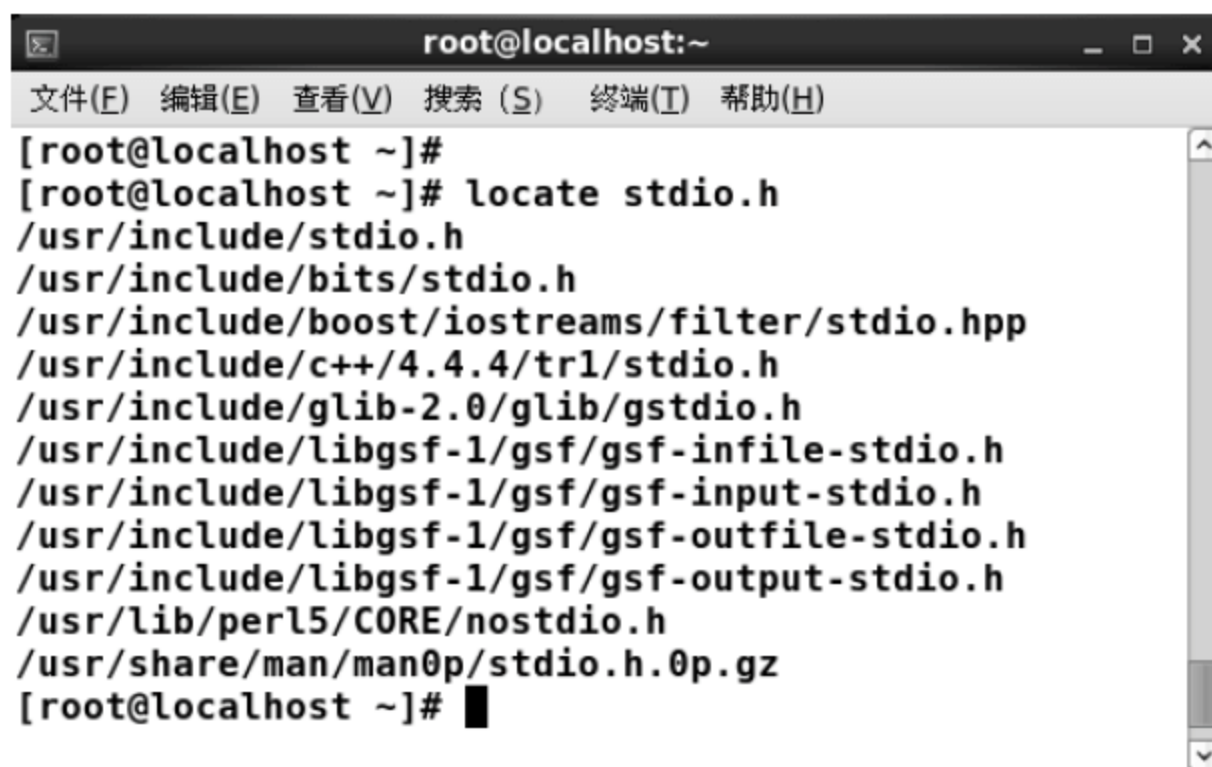 root@localhost:~
文件(F) 编辑(E) 查看(V) 搜索 (S) 终端(T) 帮助(H)
[root@localhost ~]#
[root@localhost ~]# locate stdio.h
/usr/include/stdio.h
/usr/include/bits/stdio.h
/usr/include/boost/iostreams/filter/stdio.hpp
/usr/include/c++/4.4.4/tr1/stdio.h
/usr/include/glib-2.0/glib/gstdio.h
/usr/include/libgsf-1/gsf/gsf-infile-stdio.h
/usr/include/libgsf-1/gsf/gsf-input-stdio.h
/usr/include/libgsf-1/gsf/gsf-outfile-stdio.h
/usr/include/libgsf-1/gsf/gsf-output-stdio.h
/usr/lib/perl5/CORE/nostdio.h
/usr/share/man/man0p/stdio.h.0p.gz
[root@localhost ~]#